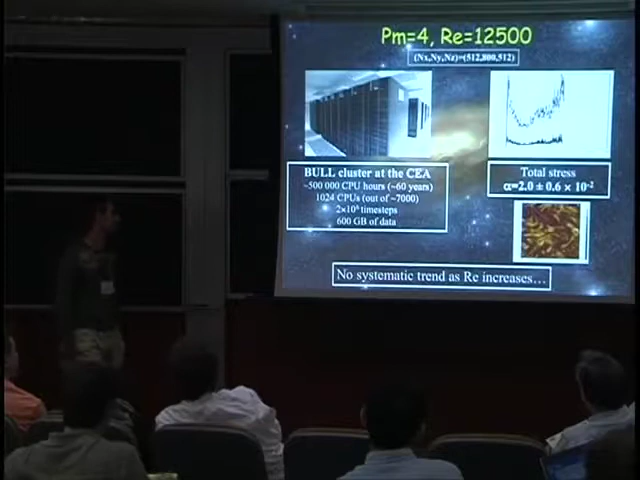 Pm=4, Re=12500
(Nx,Ny,Nz)=(512,800,512)
BULL cluster at the CEA
~500 000 CPU hours (~60 years)
1024 CPUs (out of ~7000)
2×10⁶ timesteps
600 GB of data
Total stress
α=2.0 ± 0.6 × 10⁻²
No systematic trend as Re increases…